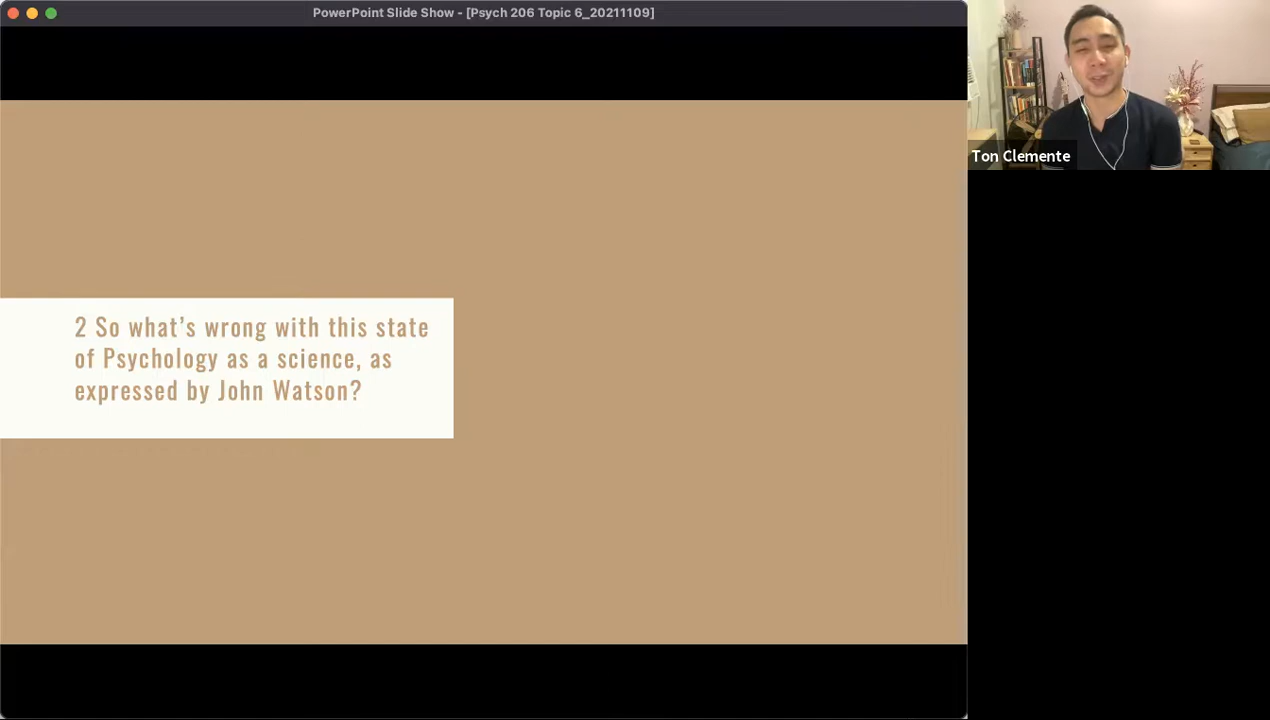 PowerPoint Slide Show - [Psych 206 Topic 6_20211109]
Ton Clemente
2 So what's wrong with this state
of Psychology as a science, as
expressed by John Watson?